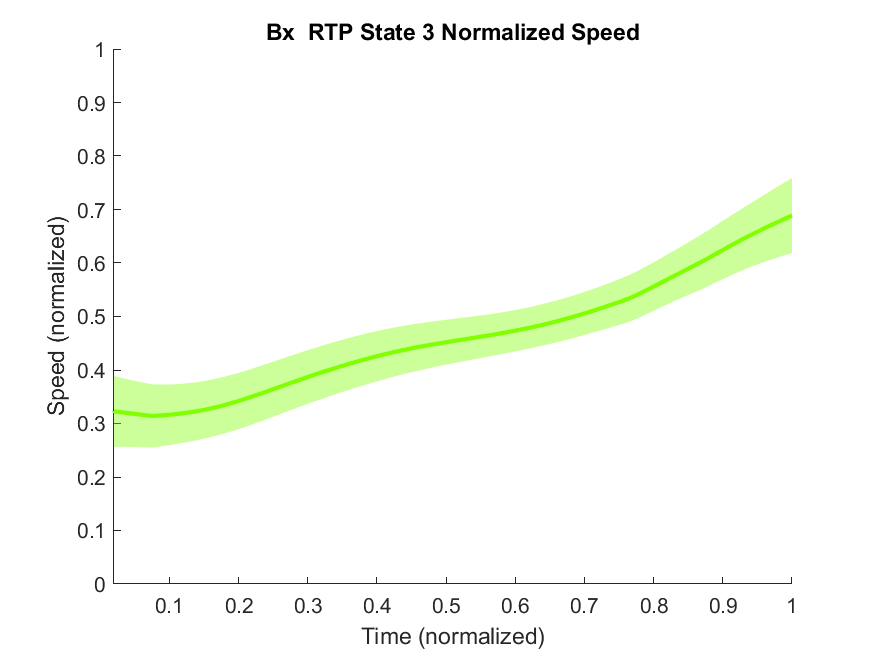 Bx  RTP State 3 Normalized Speed
1
0.9
0.8
0.7
0.6
0.5
0.4
0.3
0.2
0.1
0
Speed (normalized)
0.1 0.2 0.3 0.4 0.5 0.6 0.7 0.8 0.9 1
Time (normalized)